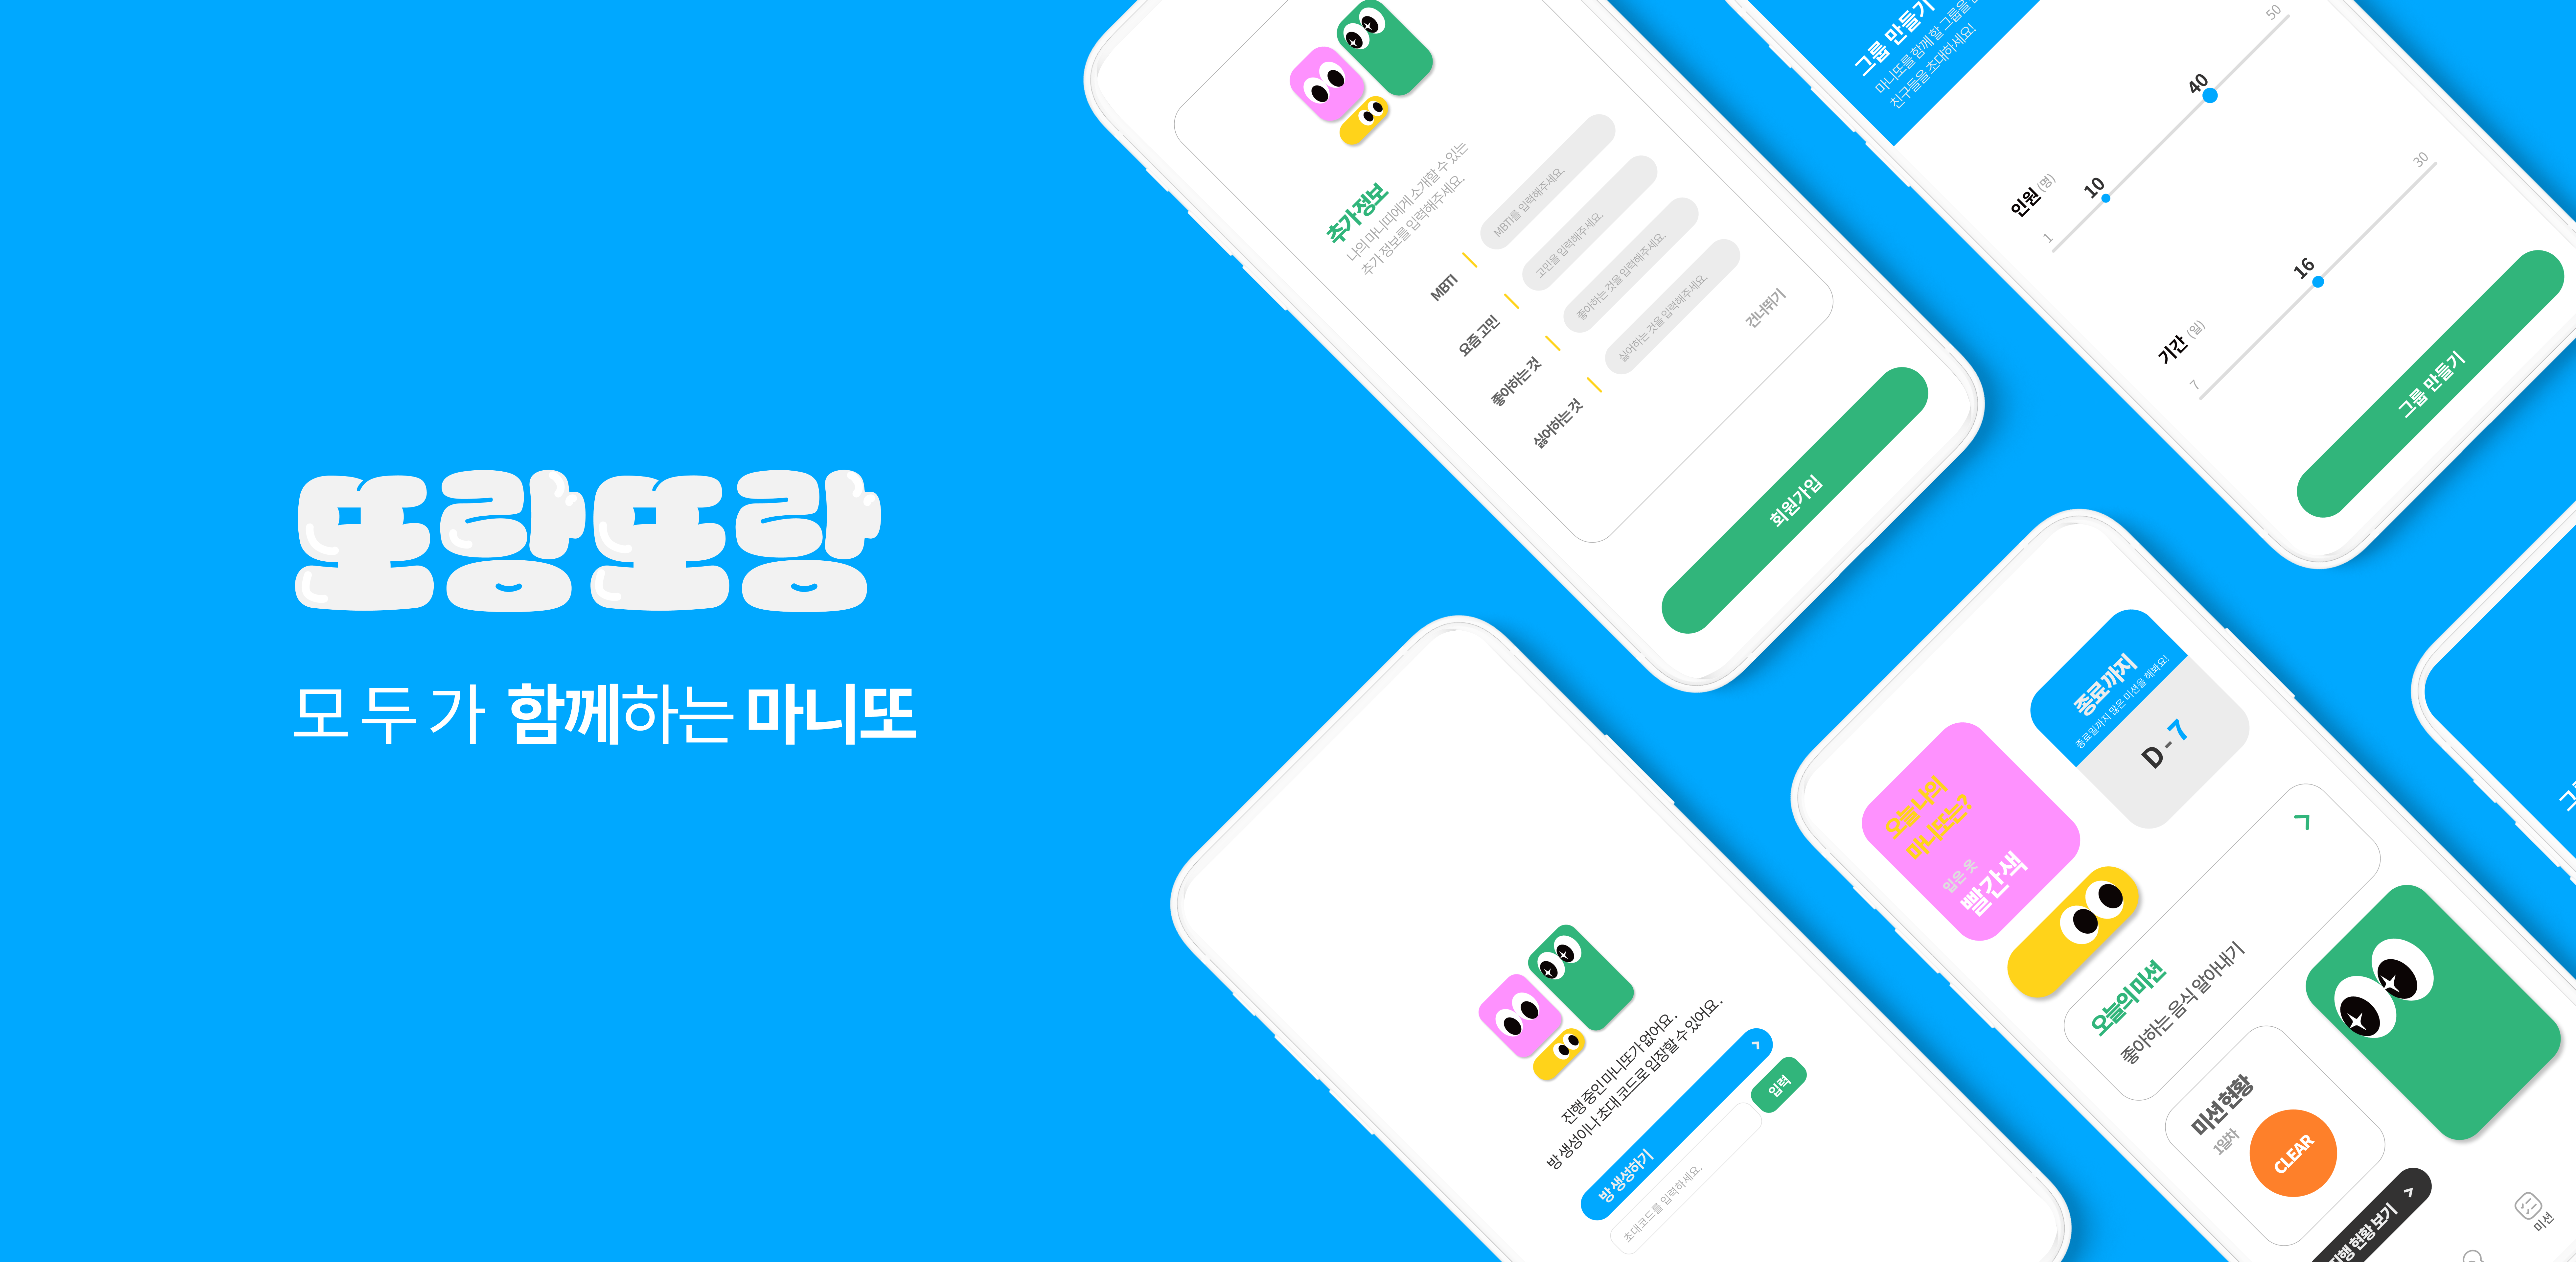 또랑또랑
모두가 함께하는 마니또
추가정보
나의 마니띠에게 소개할 수 있는
추가 정보를 입력해주세요.
MBTI
MBTI를 입력해주세요.
요즘 고민
고민을 입력해주세요.
좋아하는 것
좋아하는 것을 입력해주세요.
싫어하는 것
싫어하는 것을 입력해주세요.
건너뛰기
회원가입
그룹 만들기
마니또를 함께 할 그룹을
친구들을 초대하세요!
인원 (명)
1
10
40
50
기간 (일)
7
16
30
그룹 만들기
진행 중인 마니또가 없어요.
방 생성이나 초대 코드로 입장할 수 있어요.
방 생성하기
초대코드를 입력하세요.
입력
오늘 나의
마니또는?
입은 옷
빨간색
종료까지
종료일까지 많은 미션을 해봐요!
D - 7
오늘의 미션
좋아하는 음식 알아내기
미션 현황
1일차
CLEAR
현황 보기
미션